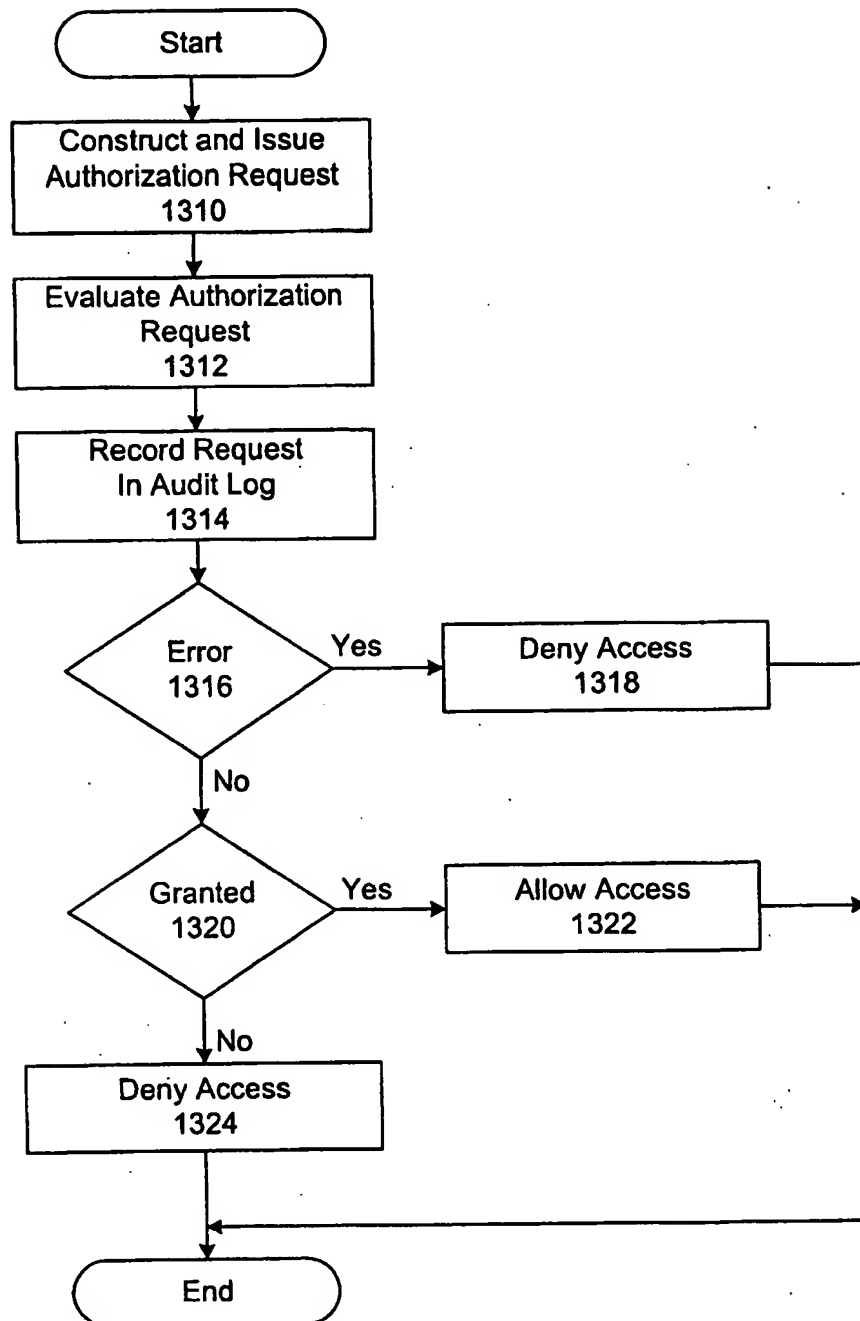 Start
Construct and Issue
Authorization Request
1310
Evaluate Authorization
Request
1312
Record Request
In Audit Log
1314
Error
1316
Yes
Deny Access
1318
No
Granted
1320
Yes
Allow Access
1322
No
Deny Access
1324
End